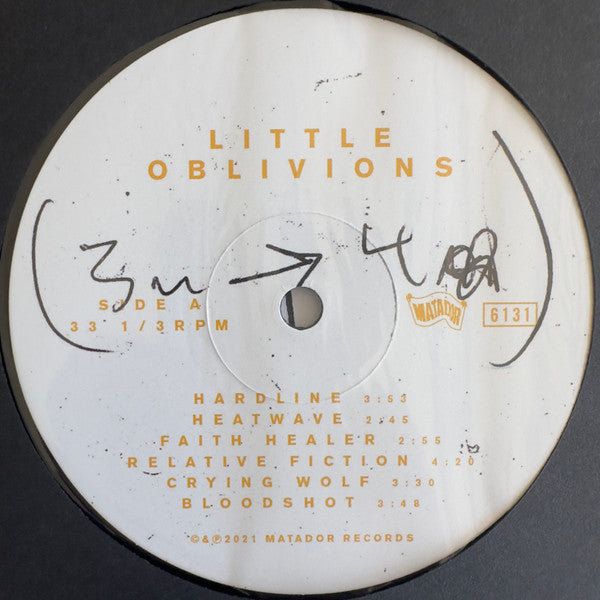 LITTLE
OBLIVIONS
SIDE A
33 1/3RPM
MATADOR
6131
HARDLINE 3:53
HEATWAVE 2:45
FAITH HEALER 2:55
RELATIVE FICTION 4:20
CRYING WOLF 3:30
BLOODSHOT 3:48
©&℗2021 MATADOR RECORDS